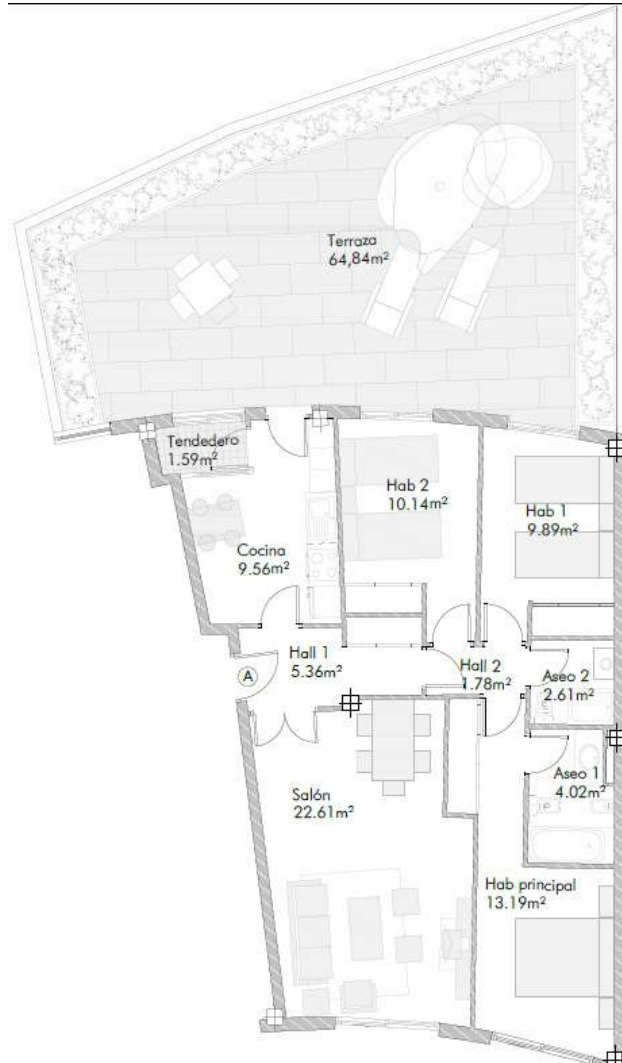 Terraza
64,84m²
Tendedero
1.59m²
Hab 2
10.14m²
Hab 1
9.89m²
Cocina
9.56m²
Hall 1
5.36m²
A
Hall 2
1.78m²
Aseo 2
2.61m²
Aseo 1
4.02m²
Salón
22.61m²
Hab principal
13.19m²